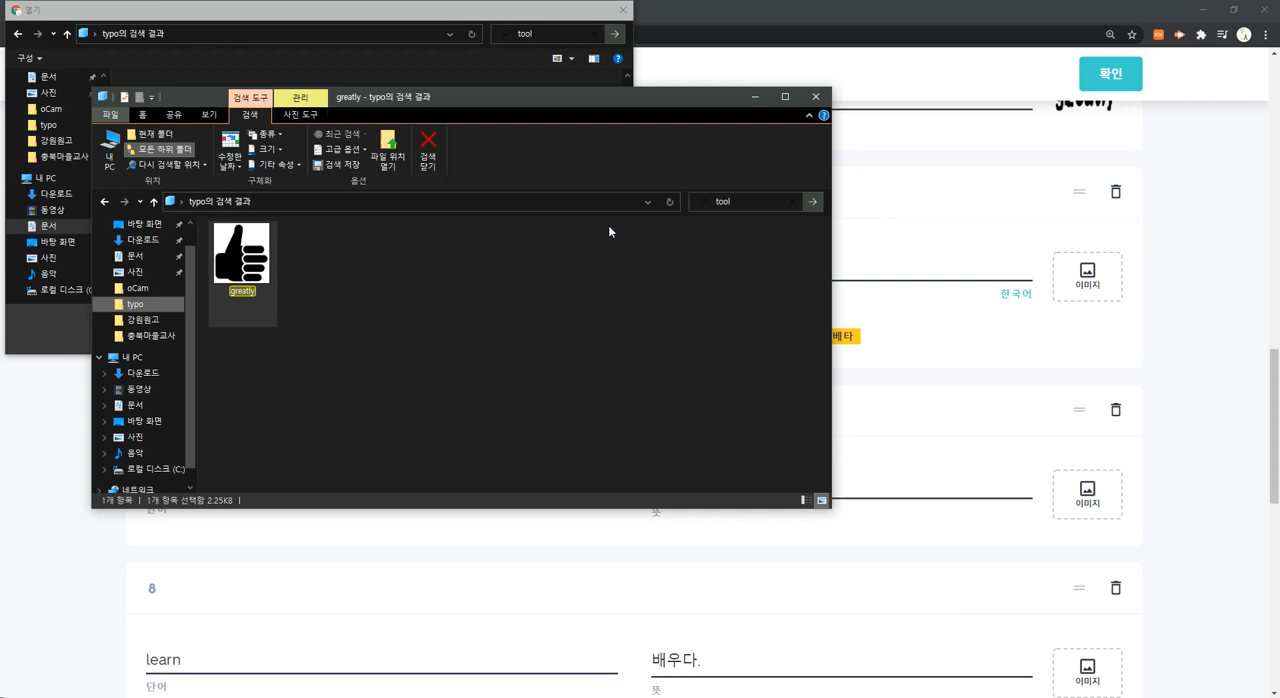 열기
typo의 검색 결과
tool
구성
문서
사진
oCam
typo
강원원고
충북마을교사
내 PC
다운로드
동영상
문서
바탕 화면
사진
음악
로컬 디스크 (C
검색 도구 관리 greatly - typo의 검색 결과
파일 홈 공유 보기 검색 사진 도구
내 PC
현재 폴더
모든 하위 폴더
다시 검색할 위치
위치
수정한 날짜
종류
크기
기타 속성
구체화
최근 검색
고급 옵션
검색 저장
파일 위치 열기
옵션
검색 닫기
typo의 검색 결과
tool
바탕 화면
다운로드
문서
사진
oCam
typo
강원원고
충북마을교사
내 PC
다운로드
동영상
문서
바탕 화면
사진
음악
로컬 디스크 (C:)
네트워크
greatly
1개 항목 1개 항목 선택함 2.25KB
확인
greatly
이미지
한국어
베타
이미지
단어
뜻
8
learn
단어
배우다.
뜻
이미지